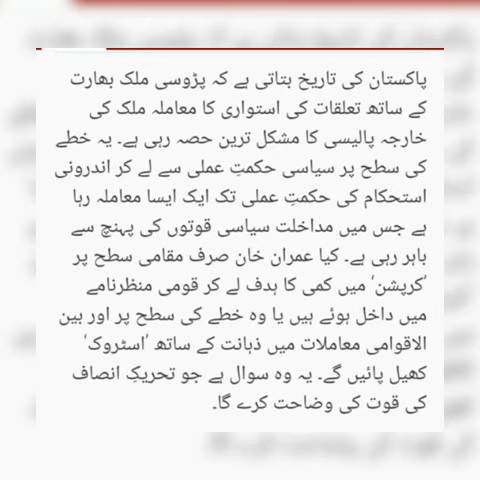 پاکستان کی تاریخ بتاتی ہے کہ پڑوسی ملک بھارت
کے ساتھ تعلقات کی استواری کا معاملہ ملک کی
خارجہ پالیسی کا مشکل ترین حصہ رہی ہے۔ یہ خطے
کی سطح پر سیاسی حکمتِ عملی سے لے کر اندرونی
استحکام کی حکمتِ عملی تک ایک ایسا معاملہ رہا
ہے جس میں مداخلت سیاسی قوتوں کی پہنچ سے
باہر رہی ہے۔ کیا عمران خان صرف مقامی سطح پر
’کرپشن‘ میں کمی کا ہدف لے کر قومی منظرنامے
میں داخل ہوئے ہیں یا وہ خطے کی سطح پر اور بین
الاقوامی معاملات میں ذہانت کے ساتھ ’اسٹروک‘
کھیل پائیں گے۔ یہ وہ سوال ہے جو تحریکِ انصاف
کی قوت کی وضاحت کرے گا۔